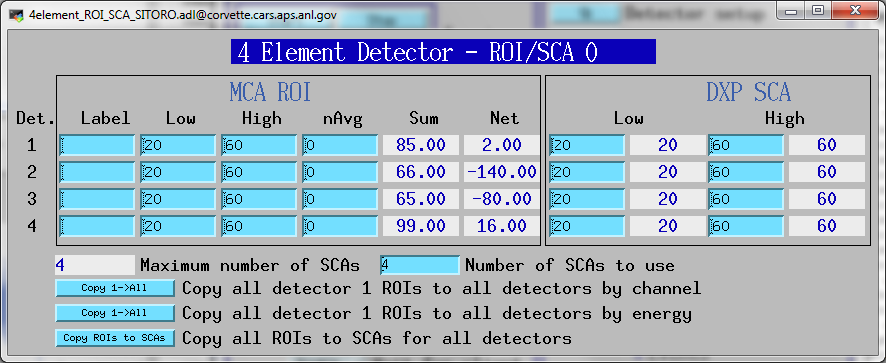 4element_ROI_SCA_SITORO.adl@corvette.cars.aps.anl.gov
4 Element Detector - ROI/SCA 0
MCA ROI DXP SCA
Det. Label Low High nAvg Sum Net Low High
1 20 60 0 85.00 2.00 20 20 60 60
2 20 60 0 66.00 -140.00 20 20 60 60
3 20 60 0 65.00 -80.00 20 20 60 60
4 20 60 0 99.00 16.00 20 20 60 60
4 Maximum number of SCAs 4 Number of SCAs to use
Copy 1->All Copy all detector 1 ROIs to all detectors by channel
Copy 1->All Copy all detector 1 ROIs to all detectors by energy
Copy ROIs to SCAs Copy all ROIs to SCAs for all detectors